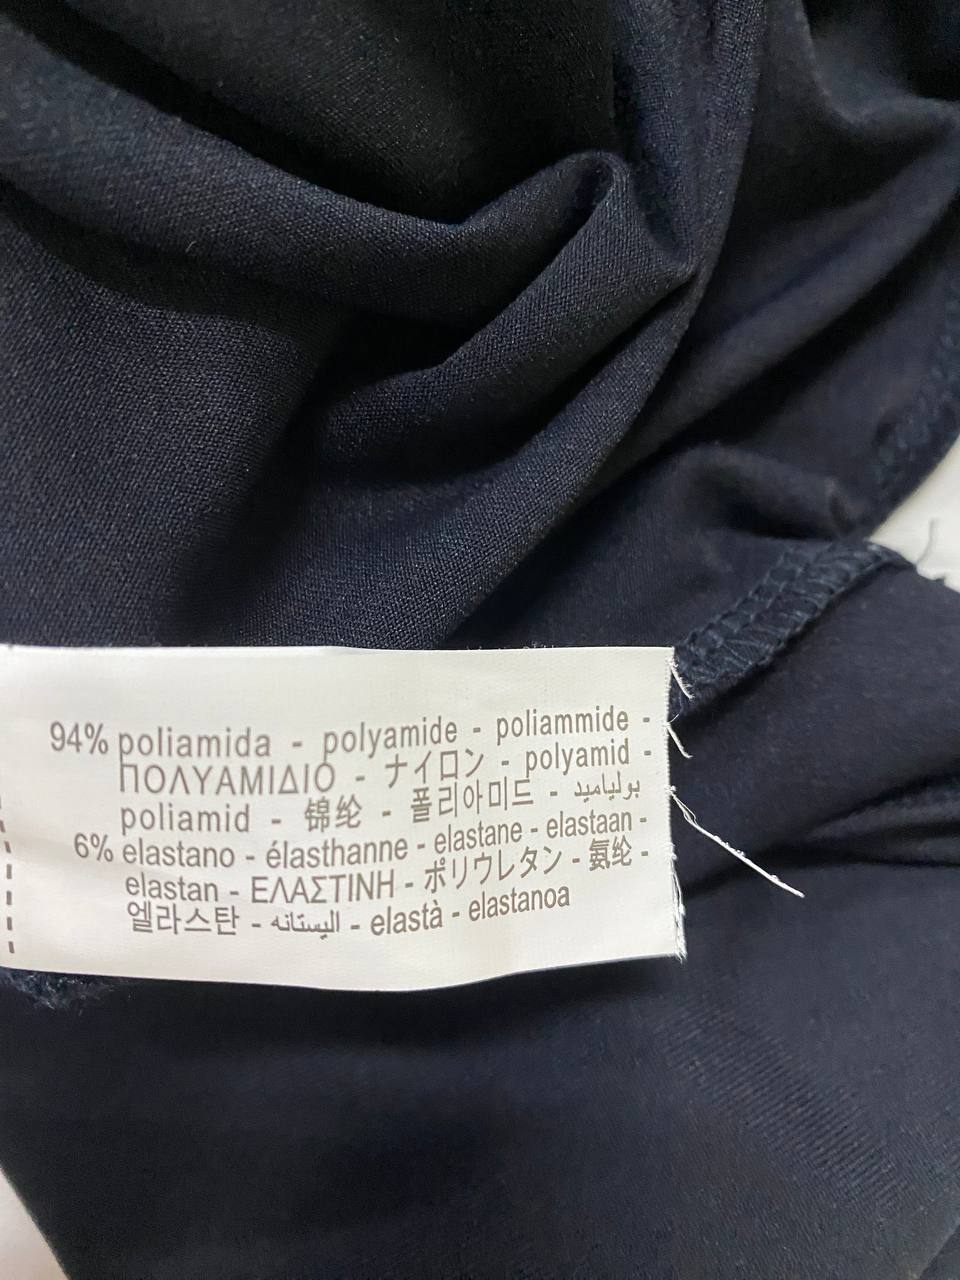 94% poliamida - polyamide - poliammide -
ΠΟΛΥΑΜΙΔΙΟ - ナイロン - polyamid -
poliamid - 锦纶 - 폴리아미드 - بوليأميد
6% elastano - élasthanne - elastane - elastaan -
elastan - ΕΛΑΣΤΙΝΗ - ポリウレタン - 氨纶 -
엘라스탄 - اليستانه - elastà - elastanoa